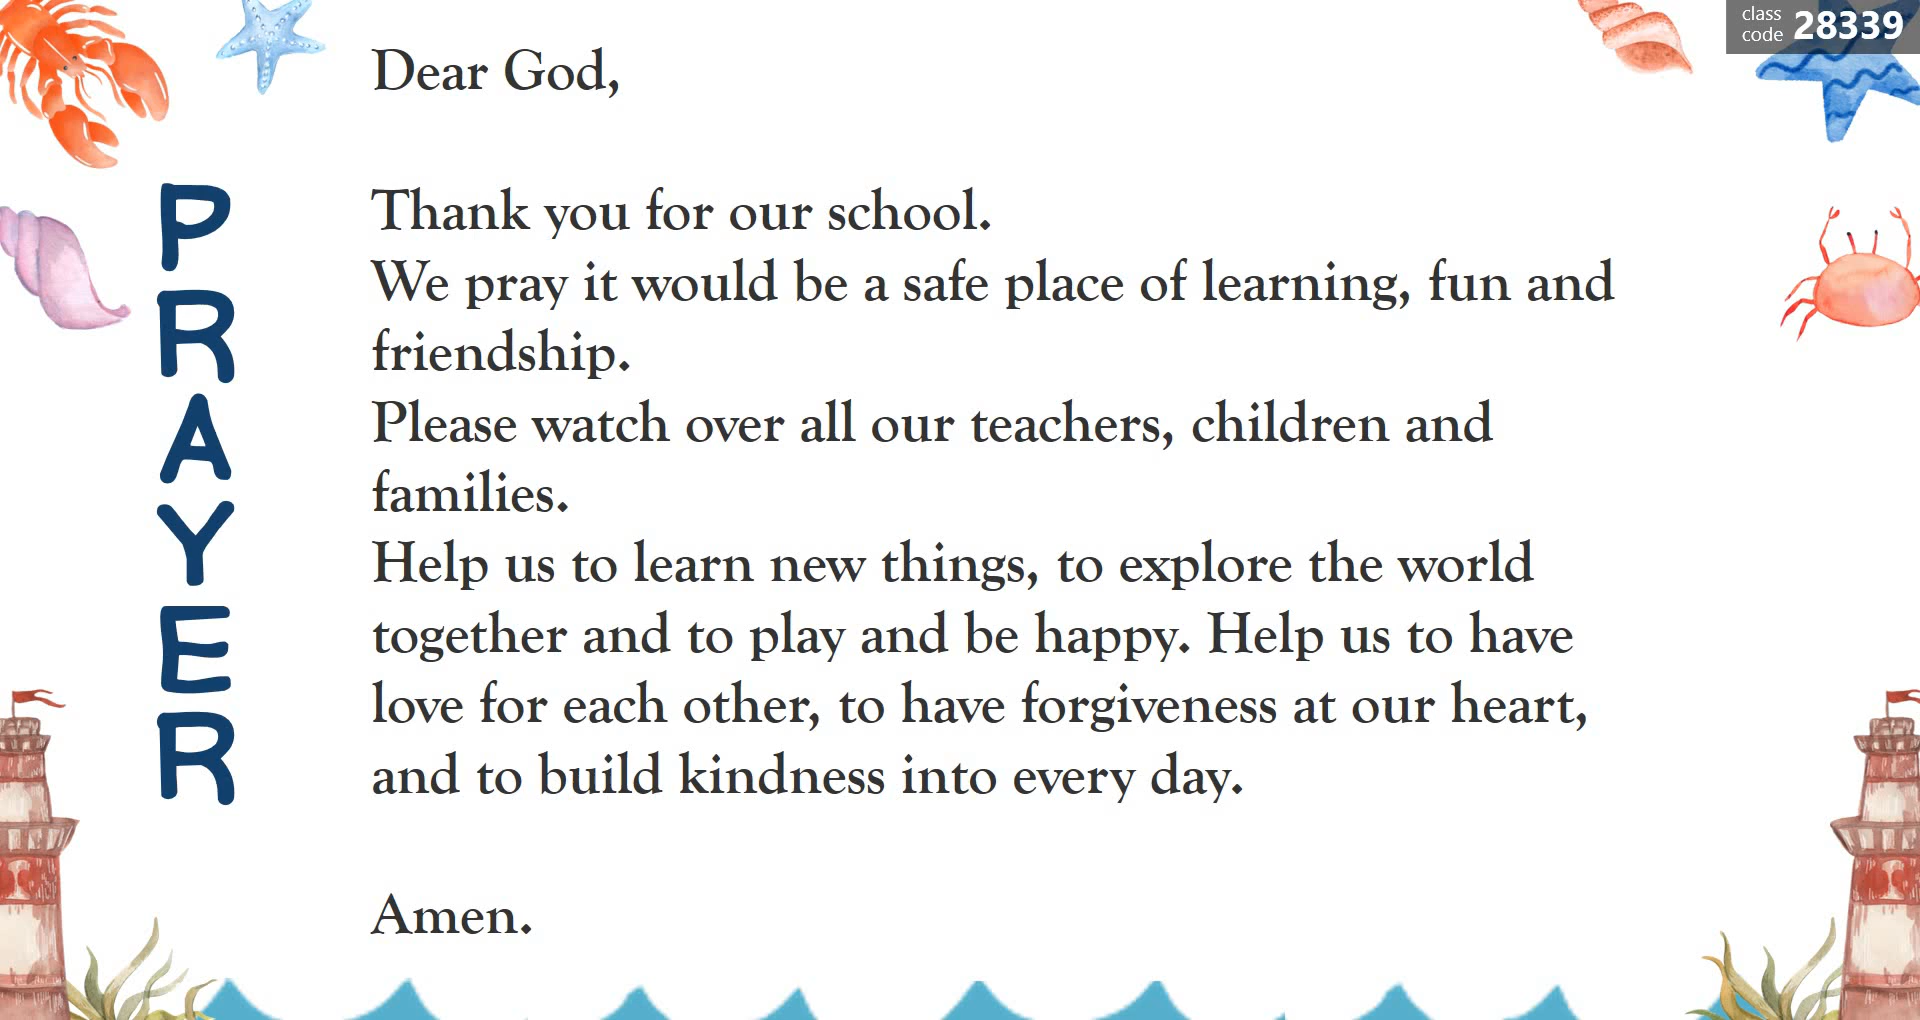 class
code 28339
PRAYER
Dear God,
Thank you for our school.
We pray it would be a safe place of learning, fun and
friendship.
Please watch over all our teachers, children and
families.
Help us to learn new things, to explore the world
together and to play and be happy. Help us to have
love for each other, to have forgiveness at our heart,
and to build kindness into every day.
Amen.